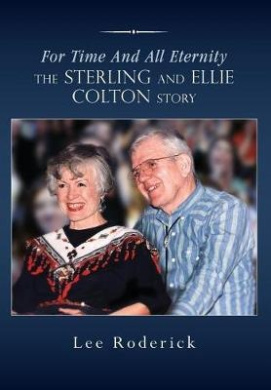 For Time And All Eternity
THE STERLING AND ELLIE
COLTON STORY
Lee Roderick